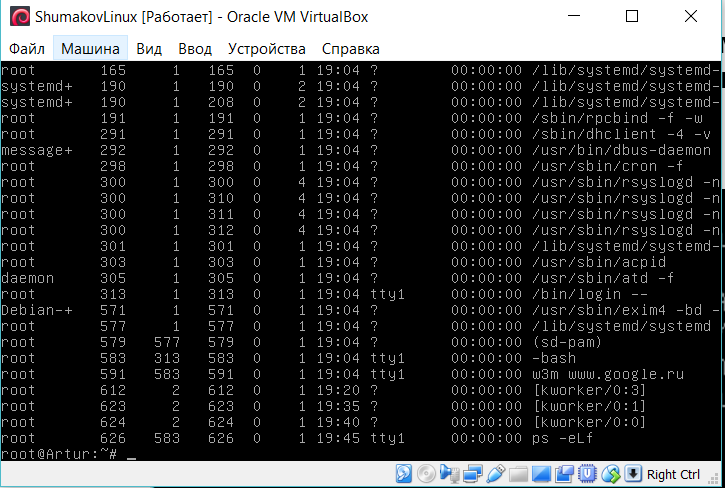 ShumakovLinux [Работает] - Oracle VM VirtualBox
Файл Машина Вид Ввод Устройства Справка
root 165 1 165 0 1 19:04 ? 00:00:00 /lib/systemd/systemd-
systemd+ 190 1 190 0 2 19:04 ? 00:00:00 /lib/systemd/systemd-
systemd+ 190 1 208 0 2 19:04 ? 00:00:00 /lib/systemd/systemd-
root 191 1 191 0 1 19:04 ? 00:00:00 /sbin/rpcbind -f -w
root 291 1 291 0 1 19:04 ? 00:00:00 /sbin/dhclient -4 -v
message+ 292 1 292 0 1 19:04 ? 00:00:00 /usr/bin/dbus-daemon
root 298 1 298 0 1 19:04 ? 00:00:00 /usr/sbin/cron -f
root 300 1 300 0 4 19:04 ? 00:00:00 /usr/sbin/rsyslogd -n
root 300 1 310 0 4 19:04 ? 00:00:00 /usr/sbin/rsyslogd -n
root 300 1 311 0 4 19:04 ? 00:00:00 /usr/sbin/rsyslogd -n
root 300 1 312 0 4 19:04 ? 00:00:00 /usr/sbin/rsyslogd -n
root 301 1 301 0 1 19:04 ? 00:00:00 /lib/systemd/systemd-
root 303 1 303 0 1 19:04 ? 00:00:00 /usr/sbin/acpid
daemon 305 1 305 0 1 19:04 ? 00:00:00 /usr/sbin/atd -f
root 313 1 313 0 1 19:04 tty1 00:00:00 /bin/login --
Debian-+ 571 1 571 0 1 19:04 ? 00:00:00 /usr/sbin/exim4 -bd -
root 577 1 577 0 1 19:04 ? 00:00:00 /lib/systemd/systemd
root 579 577 579 0 1 19:04 ? 00:00:00 (sd-pam)
root 583 313 583 0 1 19:04 tty1 00:00:00 -bash
root 591 583 591 0 1 19:04 tty1 00:00:00 w3m www.google.ru
root 612 2 612 0 1 19:20 ? 00:00:00 [kworker/0:3]
root 623 2 623 0 1 19:35 ? 00:00:00 [kworker/0:1]
root 624 2 624 0 1 19:40 ? 00:00:00 [kworker/0:0]
root 626 583 626 0 1 19:45 tty1 00:00:00 ps -eLf
root@Artur:~# _
Right Ctrl